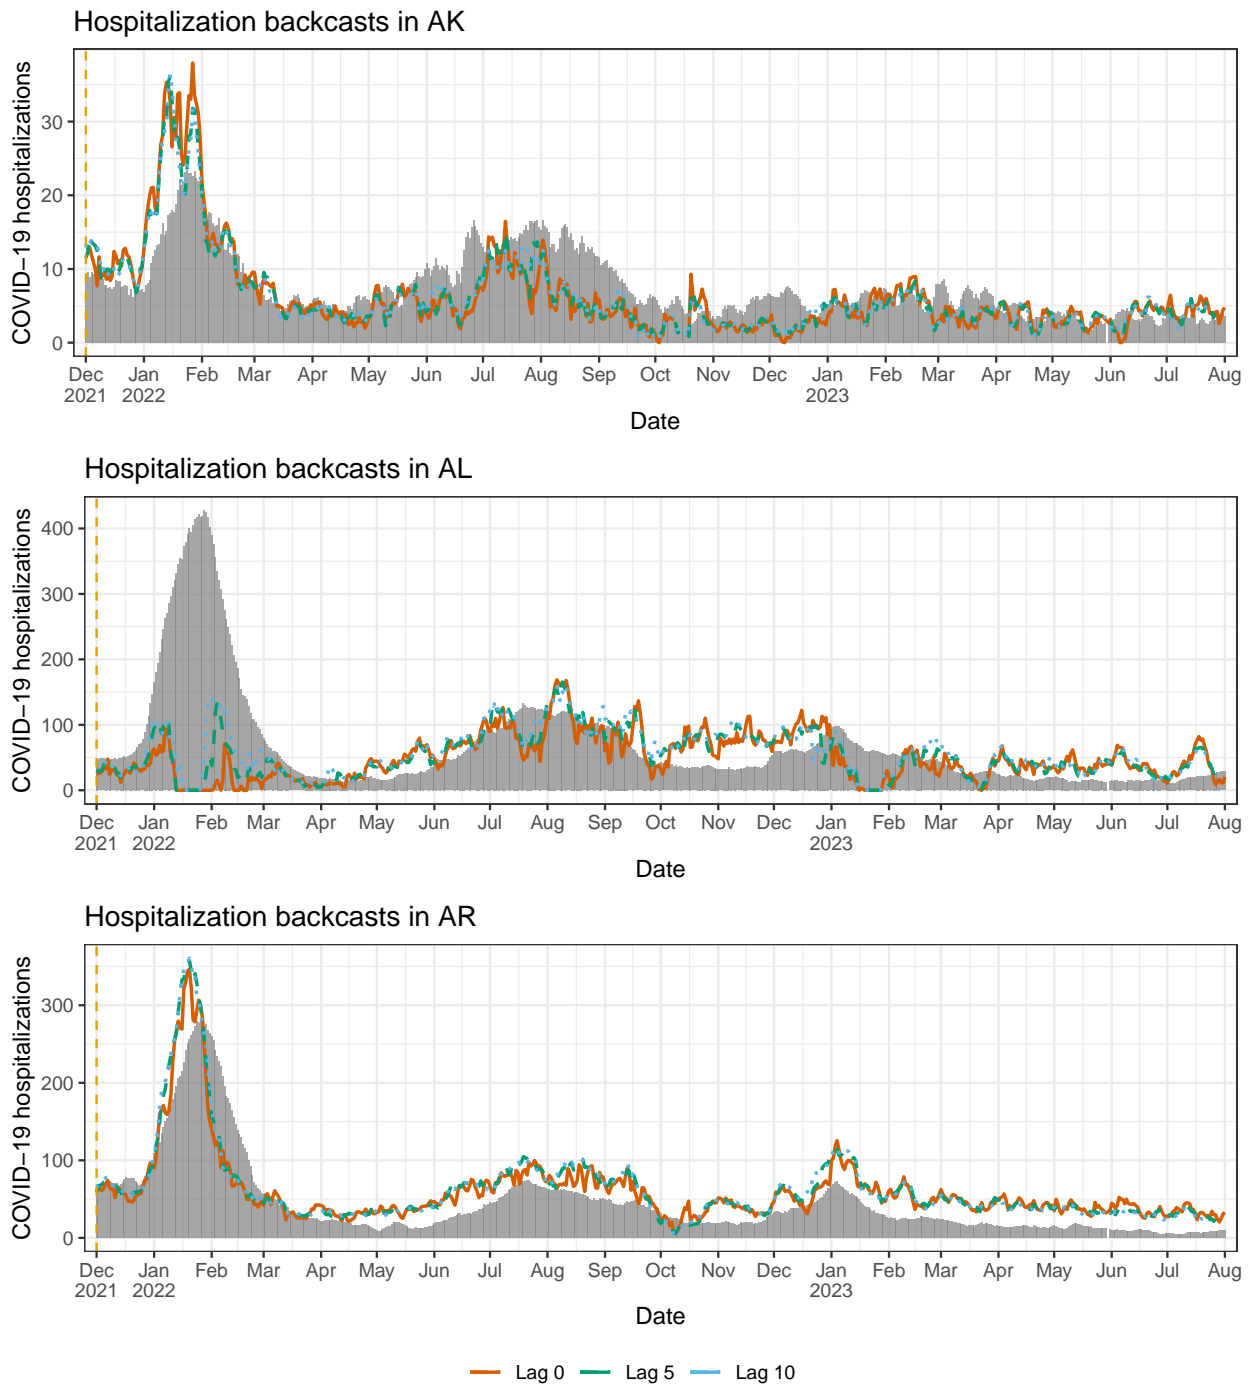 Hospitalization backcasts in AK
COVID−19 hospitalizations
30
20
10
0
Dec Jan Feb Mar Apr May Jun Jul Aug Sep Oct Nov Dec Jan Feb Mar Apr May Jun Jul Aug
2021 2022 2023
Date
Hospitalization backcasts in AL
COVID−19 hospitalizations
400
300
200
100
0
Dec Jan Feb Mar Apr May Jun Jul Aug Sep Oct Nov Dec Jan Feb Mar Apr May Jun Jul Aug
2021 2022 2023
Date
Hospitalization backcasts in AR
COVID−19 hospitalizations
300
200
100
0
Dec Jan Feb Mar Apr May Jun Jul Aug Sep Oct Nov Dec Jan Feb Mar Apr May Jun Jul Aug
2021 2022 2023
Date
Lag 0 Lag 5 Lag 10